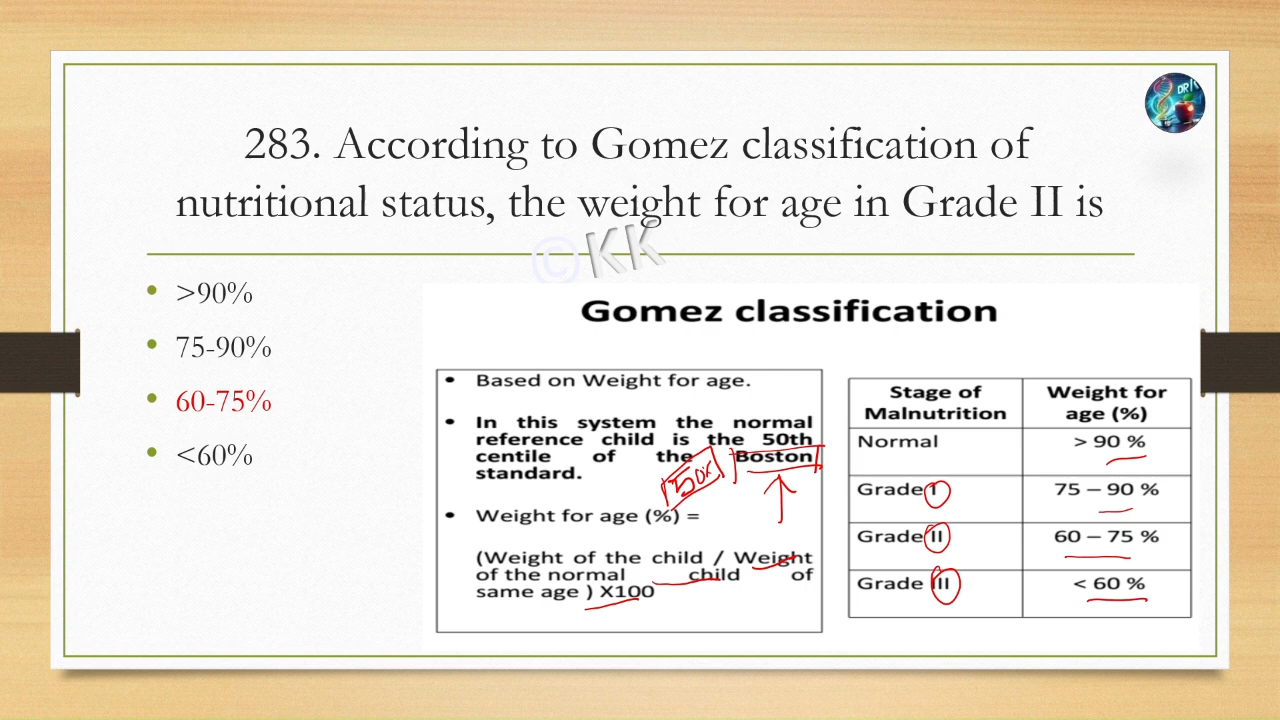 DR/
283. According to Gomez classification of
nutritional status, the weight for age in Grade II is
©KK
• >90%
• 75-90%
• 60-75%
• <60%
Gomez classification
• Based on Weight for age.
• In this system the normal
reference child is the 50th
centile of the Boston
standard.
• Weight for age (%) =
(Weight of the child / Weight
of the normal child of
same age ) X100
Stage of Malnutrition Weight for age (%)
Normal > 90 %
Grade I 75 – 90 %
Grade II 60 – 75 %
Grade III < 60 %